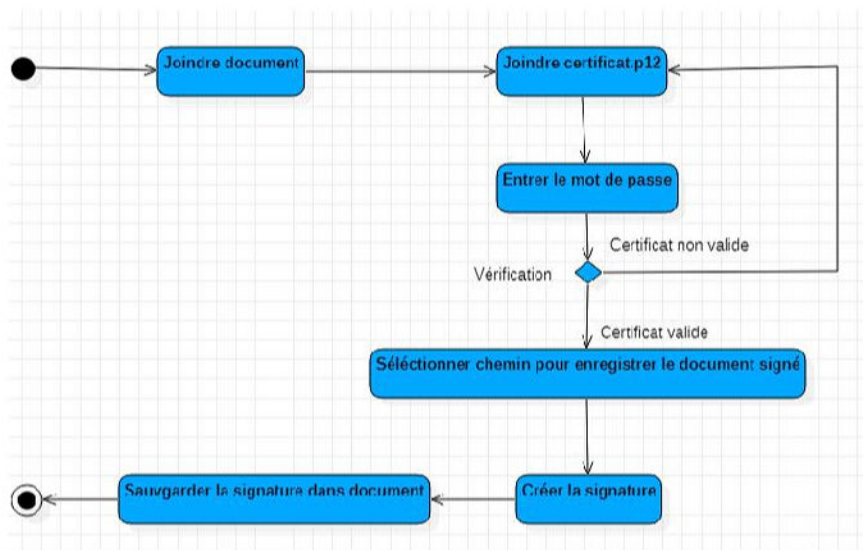 Joindre document
Joindre certificat.p12
Entrer le mot de passe
Certificat non valide
Vérification
Certificat valide
Séléctionner chemin pour enregistrer le document signé
Sauvgarder la signature dans document
Créer la signature